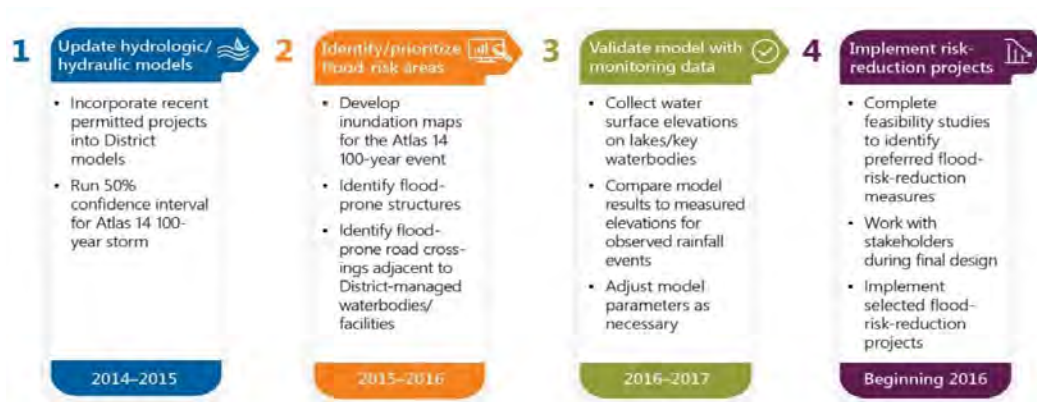 1
Update hydrologic/
hydraulic models
• Incorporate recent
permitted projects
into District
models
• Run 50%
confidence interval
for Atlas 14 100-
year storm
2014–2015
2
Identify/prioritize
flood-risk areas
• Develop
inundation maps
for the Atlas 14
100-year event
• Identify flood-
prone structures
• Identify flood-
prone road cross-
ings adjacent to
District-managed
waterbodies/
facilities
2015–2016
3
Validate model with
monitoring data
• Collect water
surface elevations
on lakes/key
waterbodies
• Compare model
results to measured
elevations for
observed rainfall
events
• Adjust model
parameters as
necessary
2016–2017
4
Implement risk-
reduction projects
• Complete
feasibility studies
to identify
preferred flood-
risk-reduction
measures
• Work with
stakeholders
during final design
• Implement
selected flood-
risk-reduction
projects
Beginning 2016